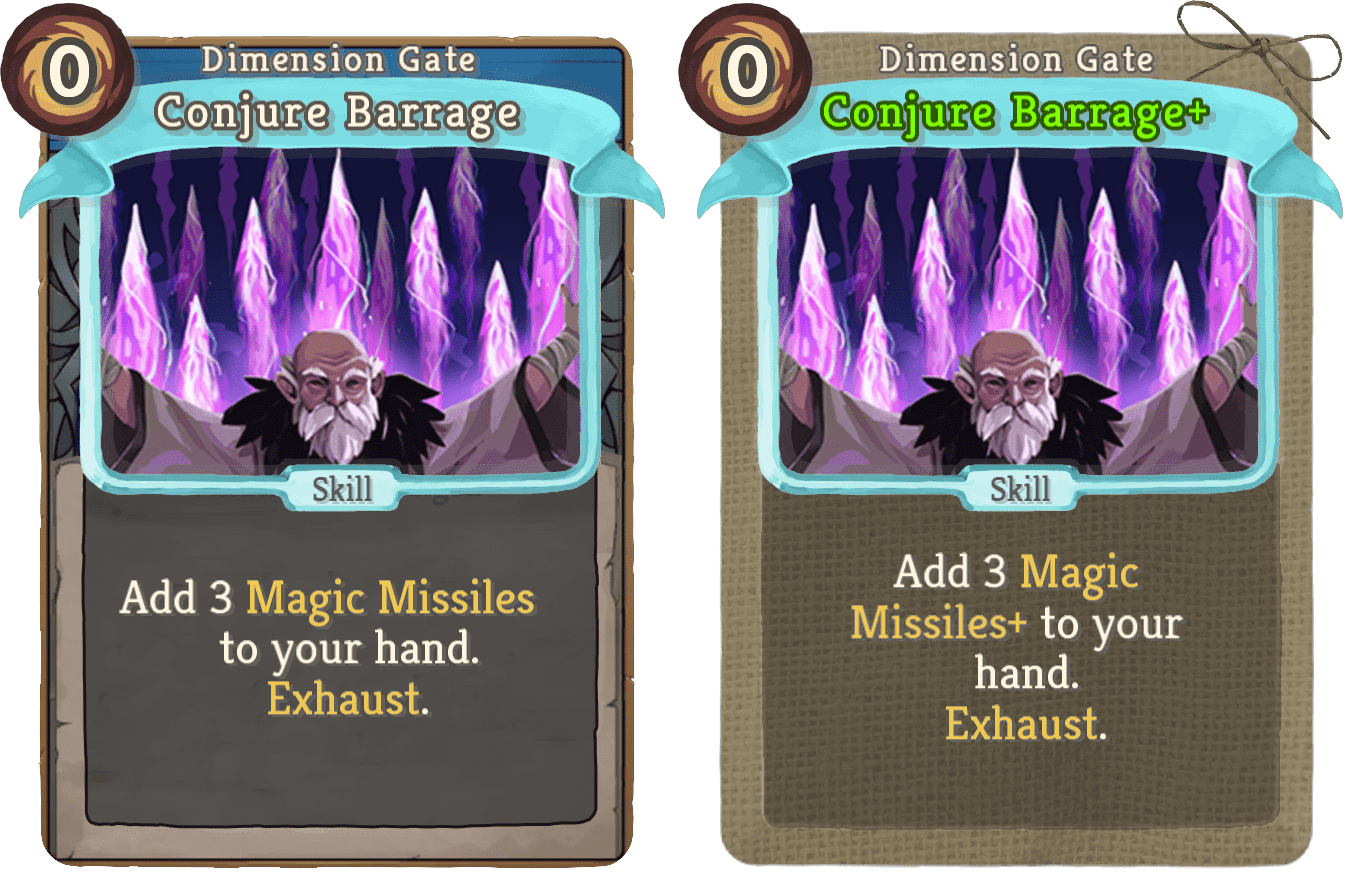 0
Dimension Gate
Conjure Barrage
Skill
Add 3 Magic Missiles
to your hand.
Exhaust.
0
Dimension Gate
Conjure Barrage+
Skill
Add 3 Magic
Missiles+ to your
hand.
Exhaust.